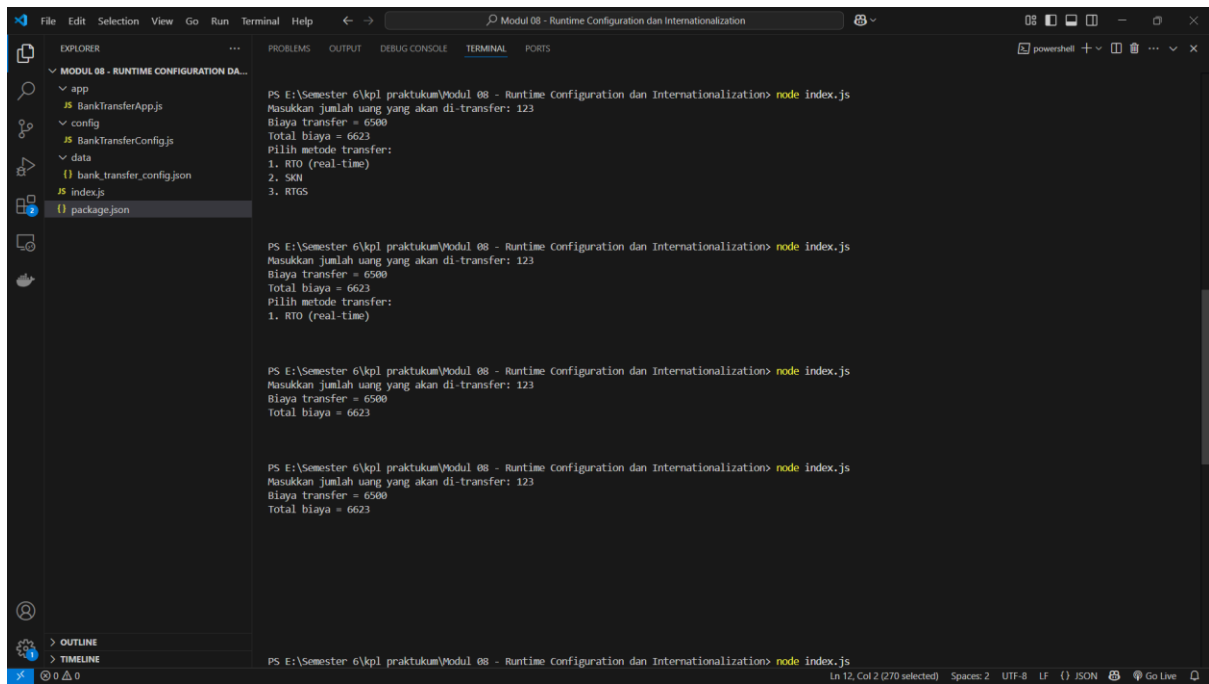 File Edit Selection View Go Run Terminal Help
Modul 08 - Runtime Configuration dan Internationalization
EXPLORER
MODUL 08 - RUNTIME CONFIGURATION DA...
app
JS BankTransferApp.js
config
JS BankTransferConfig.js
data
{} bank_transfer_config.json
JS index.js
{} package.json
OUTLINE
TIMELINE
2
1
PROBLEMS OUTPUT DEBUG CONSOLE TERMINAL PORTS
powershell
PS E:\Semester 6\kpl praktukum\Modul 08 - Runtime Configuration dan Internationalization> node index.js
Masukkan jumlah uang yang akan di-transfer: 123
Biaya transfer = 6500
Total biaya = 6623
Pilih metode transfer:
1. RTO (real-time)
2. SKN
3. RTGS
PS E:\Semester 6\kpl praktukum\Modul 08 - Runtime Configuration dan Internationalization> node index.js
Masukkan jumlah uang yang akan di-transfer: 123
Biaya transfer = 6500
Total biaya = 6623
Pilih metode transfer:
1. RTO (real-time)
PS E:\Semester 6\kpl praktukum\Modul 08 - Runtime Configuration dan Internationalization> node index.js
Masukkan jumlah uang yang akan di-transfer: 123
Biaya transfer = 6500
Total biaya = 6623
PS E:\Semester 6\kpl praktukum\Modul 08 - Runtime Configuration dan Internationalization> node index.js
Masukkan jumlah uang yang akan di-transfer: 123
Biaya transfer = 6500
Total biaya = 6623
PS E:\Semester 6\kpl praktukum\Modul 08 - Runtime Configuration dan Internationalization> node index.js
0 0 Ln 12, Col 2 (270 selected) Spaces: 2 UTF-8 LF {} JSON Go Live